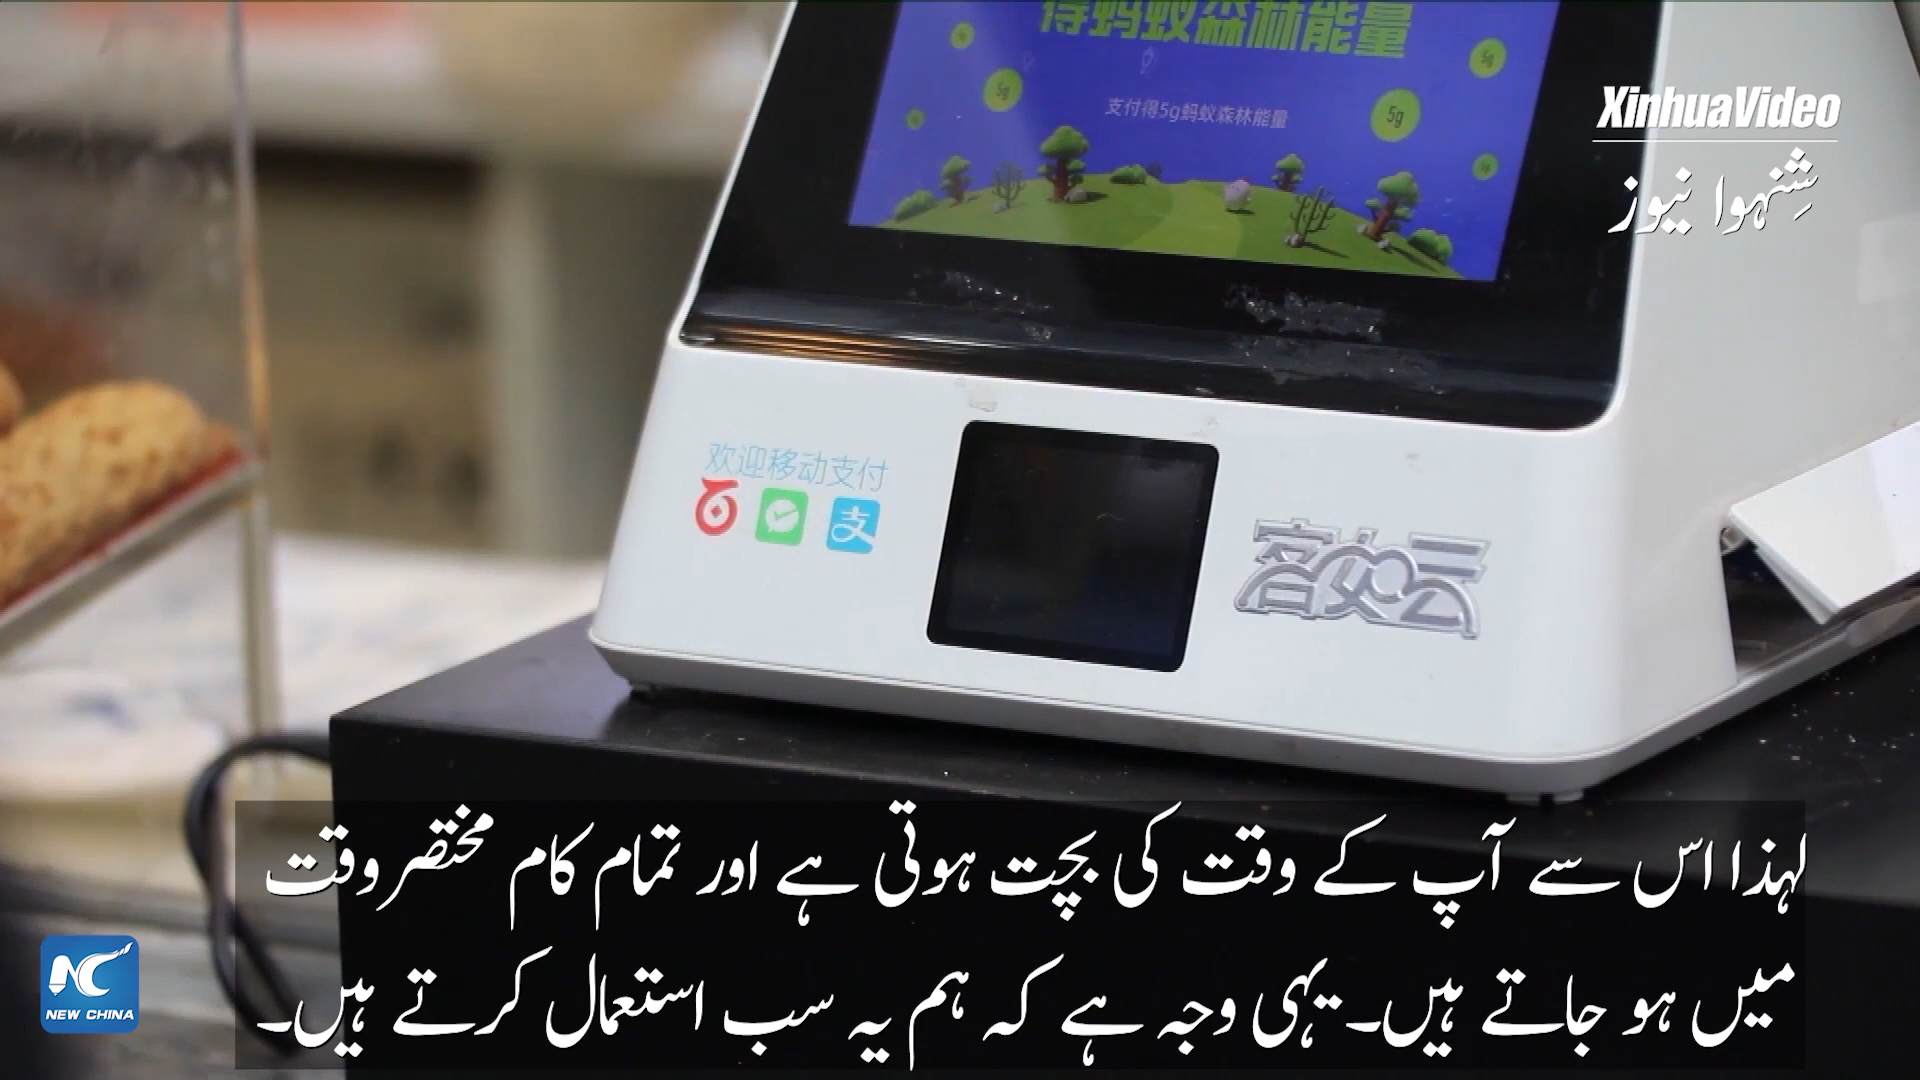 得蚂蚁森林能量
5g
5g
5g
支付得5g蚂蚁森林能量
XinhuaVideo
شِنہوا نیوز
欢迎移动支付
支
客如云
لہذا اس سے آپ کے وقت کی بچت ہوتی ہے اور تمام کام مختصر وقت
میں ہو جاتے ہیں۔ یہی وجہ ہے کہ ہم یہ سب استعمال کرتے ہیں۔
NC
NEW CHINA